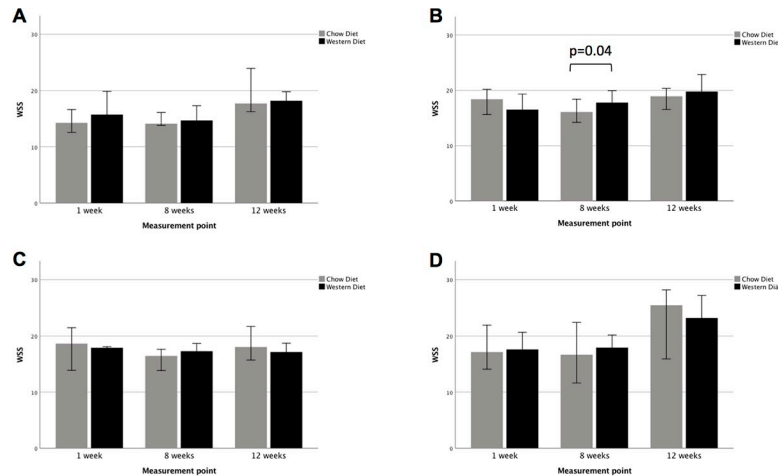 A
Chow Diet
Western Diet
WSS
30
20
10
0
1 week
8 weeks
12 weeks
Measurement point
B
Chow Diet
Western Die
p=0.04
WSS
30
20
10
0
1 week
8 weeks
12 weeks
Measurement point
C
Chow Diet
Western Diet
WSS
30
20
10
0
1 week
8 weeks
12 weeks
Measurement point
D
Chow Diet
Western Diä
WSS
30
20
10
0
1 week
8 weeks
12 weeks
Measurement point